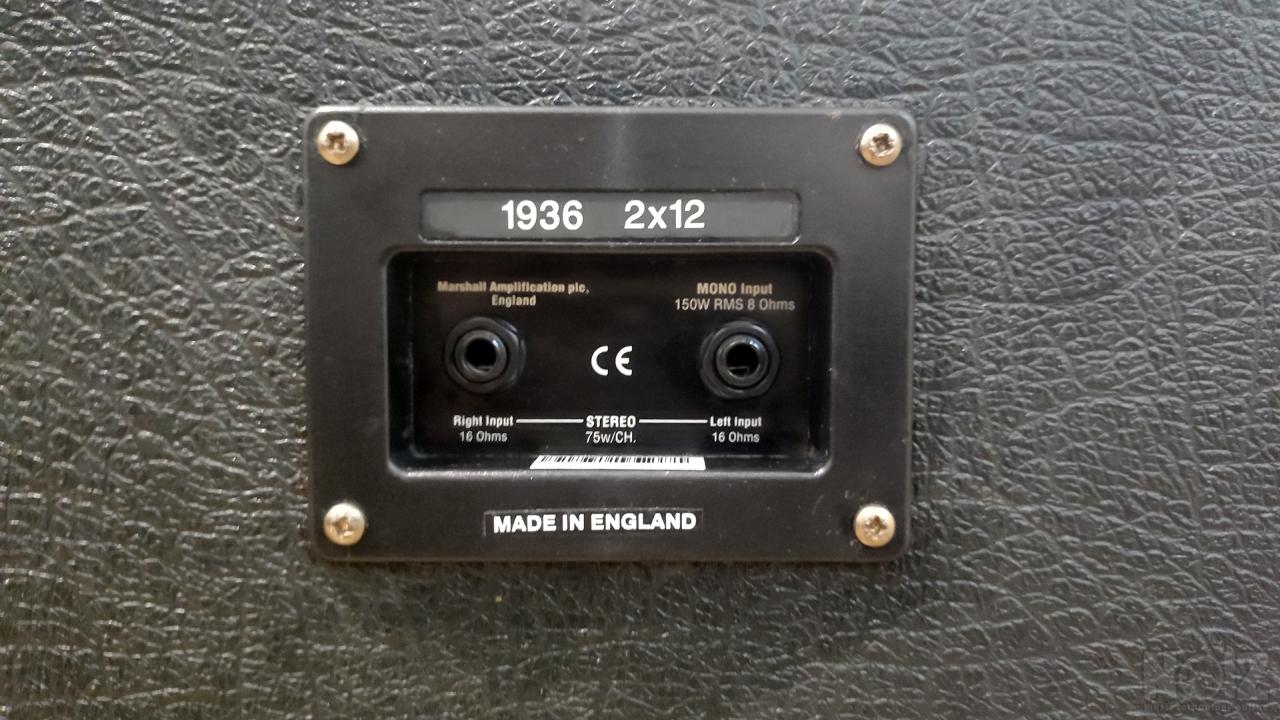 1936 2x12
Marshall Amplification plc,
England
MONO Input
150W RMS 8 Ohms
CE
Right Input STEREO Left Input
16 Ohms 75w/CH. 16 Ohms
MADE IN ENGLAND